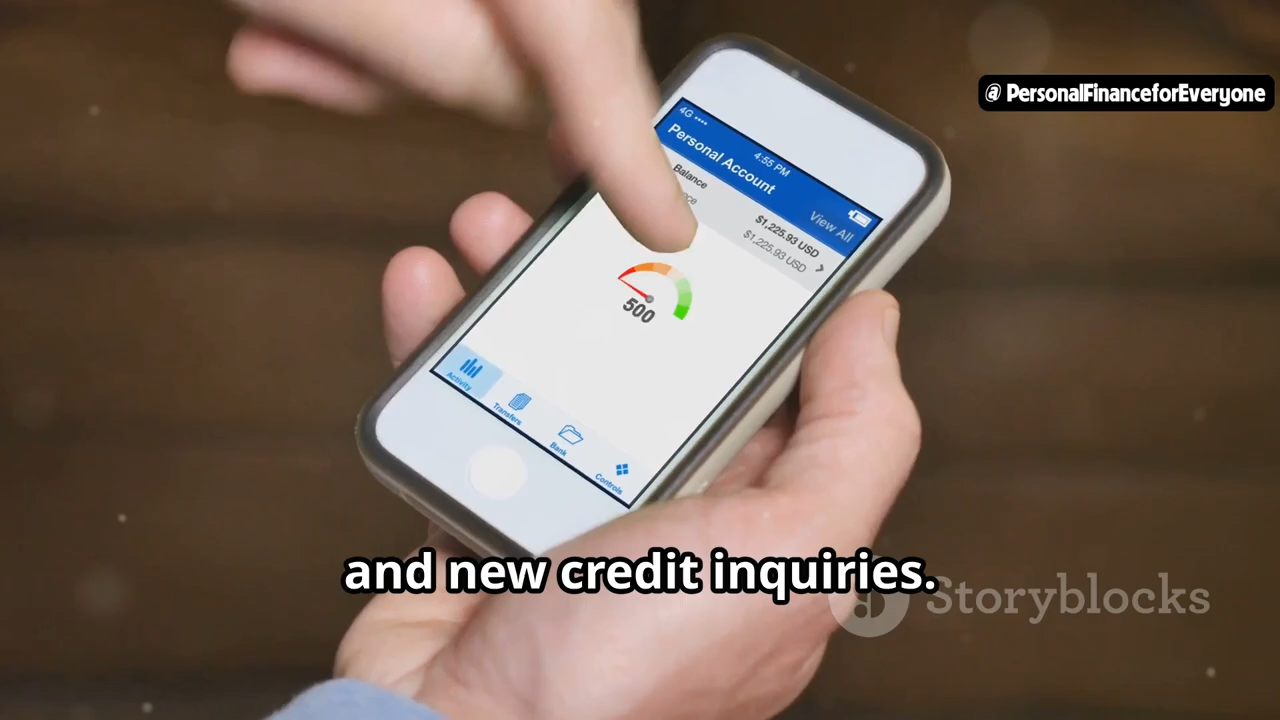 @ PersonalFinanceforEveryone
4G
4:55 PM
Personal Account
View All
Balance
$1,225.93 USD
$1,225.93 USD
500
Activity
Transfers
Bank
Controls
and new credit inquiries.
Storyblocks